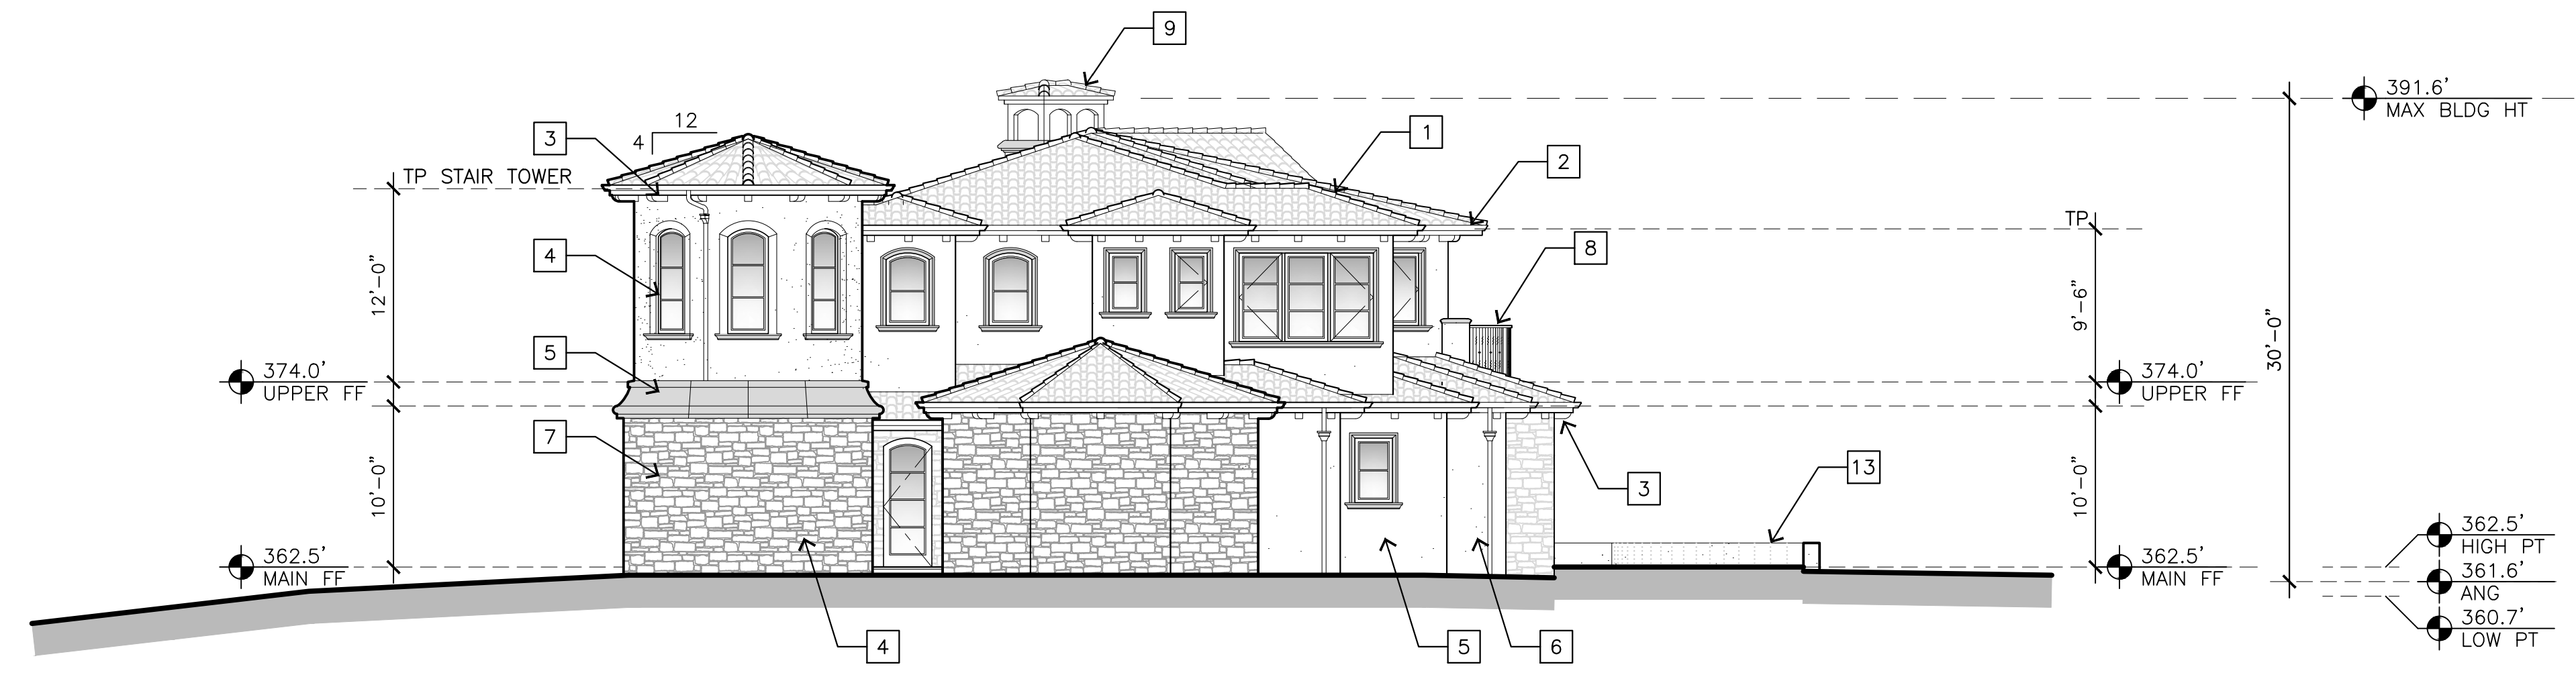 9
391.6'
MAX BLDG HT
12
4
3
1
2
TP STAIR TOWER
TP
4
8
12'-0"
9'-6"
30'-0"
5
374.0'
UPPER FF
374.0'
UPPER FF
7
13
3
10'-0"
10'-0"
362.5'
HIGH PT
362.5'
MAIN FF
362.5'
MAIN FF
361.6'
ANG
4
5
6
360.7'
LOW PT